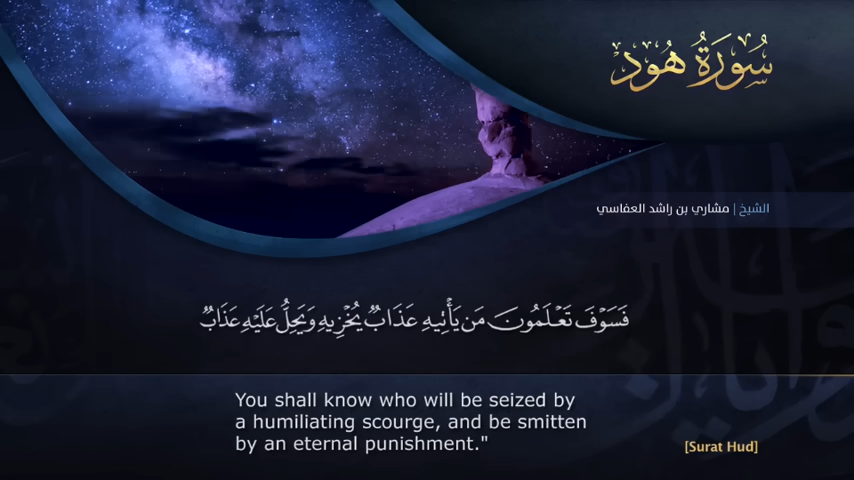 سُورَةُ هُودٍ
الشيخ | مشاري بن راشد العفاسي
فَسَوْفَ تَعْلَمُونَ مَن يَأْتِيهِ عَذَابٌ يُخْزِيهِ وَيَحِلُّ عَلَيْهِ عَذَابٌ
You shall know who will be seized by
a humiliating scourge, and be smitten
by an eternal punishment."
[Surat Hud]